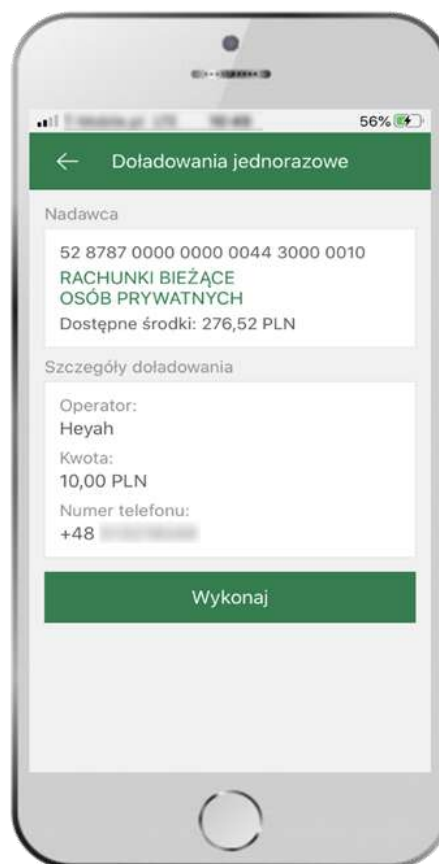 56%
Doładowania jednorazowe
Nadawca
52 8787 0000 0000 0044 3000 0010
RACHUNKI BIEŻĄCE
OSÓB PRYWATNYCH
Dostępne środki: 276,52 PLN
Szczegóły doładowania
Operator:
Heyah
Kwota:
10,00 PLN
Numer telefonu:
+48
Wykonaj